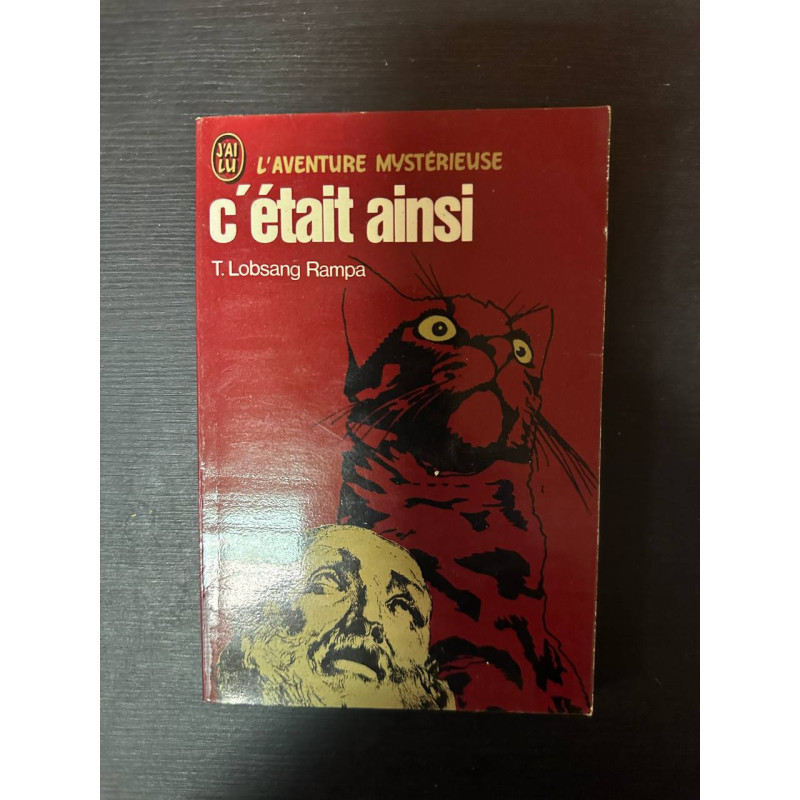 J'AI
LU
L'AVENTURE MYSTÉRIEUSE
c'était ainsi
T. Lobsang Rampa